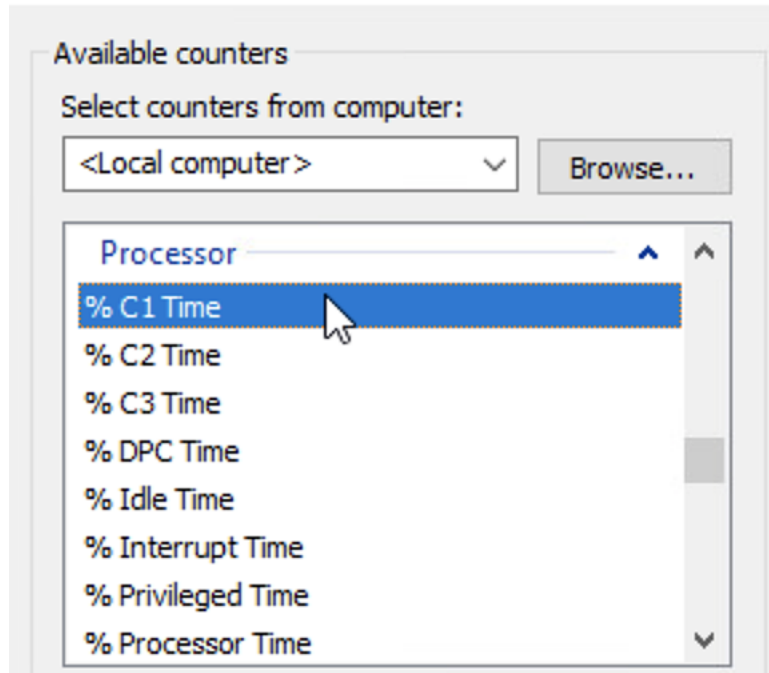 Available counters
Select counters from computer:
<Local computer> Browse...
Processor
% C1 Time
% C2 Time
% C3 Time
% DPC Time
% Idle Time
% Interrupt Time
% Privileged Time
% Processor Time